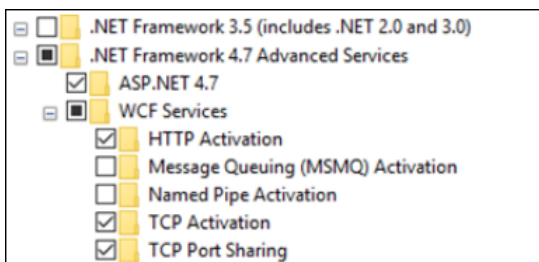 .NET Framework 3.5 (includes .NET 2.0 and 3.0)
.NET Framework 4.7 Advanced Services
ASP.NET 4.7
WCF Services
HTTP Activation
Message Queuing (MSMQ) Activation
Named Pipe Activation
TCP Activation
TCP Port Sharing